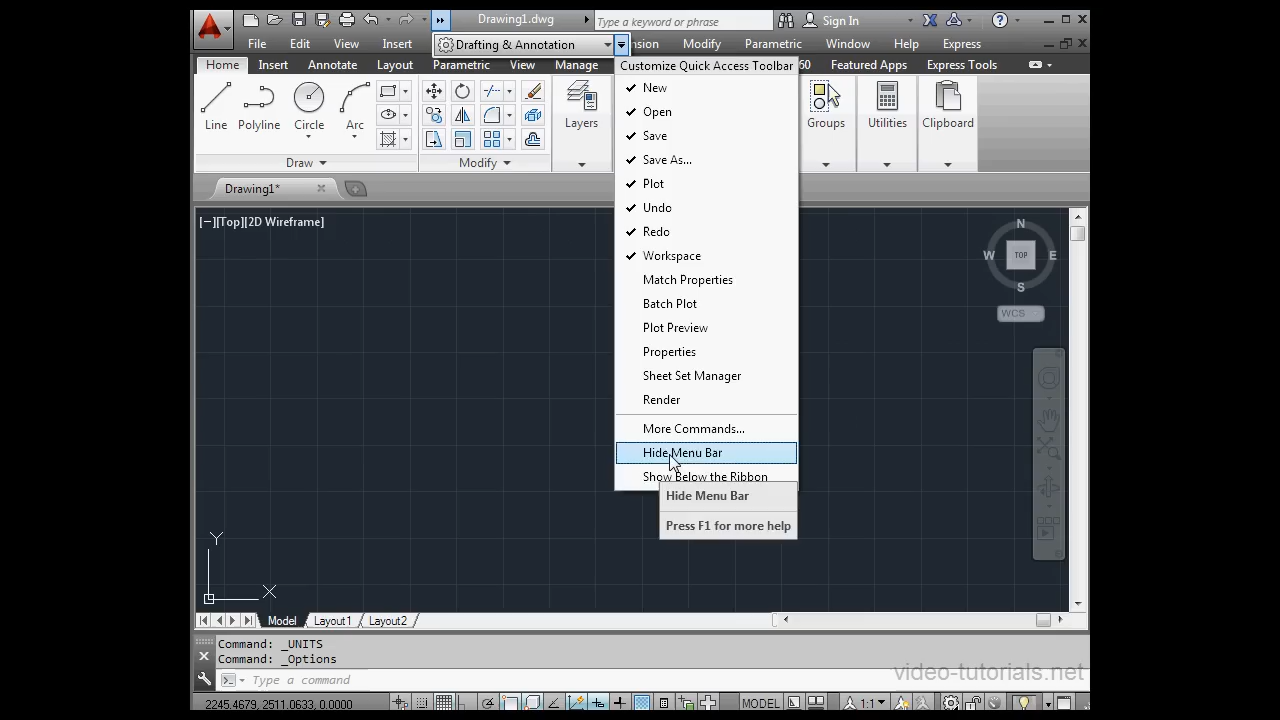 Drawing1.dwg
Type a keyword or phrase
Sign In
File Edit View Insert
Drafting & Annotation
nsion Modify Parametric Window Help Express
Home Insert Annotate Layout Parametric View Manage
60 Featured Apps Express Tools
Customize Quick Access Toolbar
New
Open
Save
Save As...
Plot
Undo
Redo
Workspace
Match Properties
Batch Plot
Plot Preview
Properties
Sheet Set Manager
Render
More Commands...
Hide Menu Bar
Show Below the Ribbon
Hide Menu Bar
Press F1 for more help
Line Polyline Circle Arc
Layers
Groups Utilities Clipboard
Draw
Modify
Drawing1*
[−][Top][2D Wireframe]
N
W TOP E
S
WCS
Y
X
Model Layout1 Layout2
Command: _UNITS
Command: _Options
Type a command
video-tutorials.net
2245.4679, 2511.0633, 0.0000
MODEL
1:1